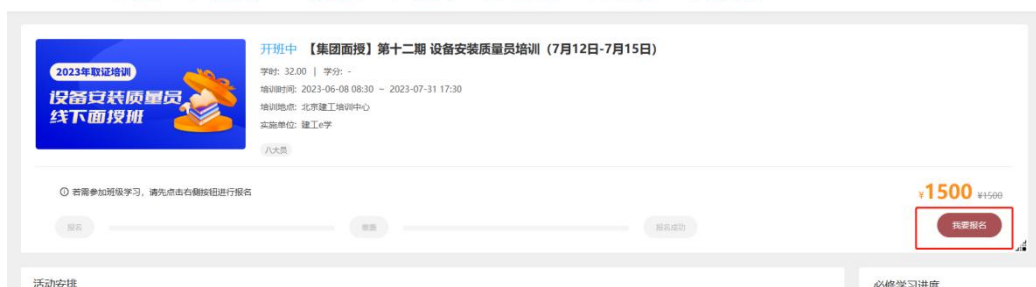 2023年取证培训
设备安装质量员
线下面授班
开班中 【集团面授】第十二期 设备安装质量员培训（7月12日-7月15日）
学时: 32.00 | 学分: -
培训时间: 2023-06-08 08:30 ~ 2023-07-31 17:30
培训地点: 北京建工培训中心
实施单位: 建工e学
八大员
若需参加班级学习，请先点击右侧按钮进行报名
¥1500 ¥1500
报名
缴费
报名成功
我要报名
活动安排
必修学习进度